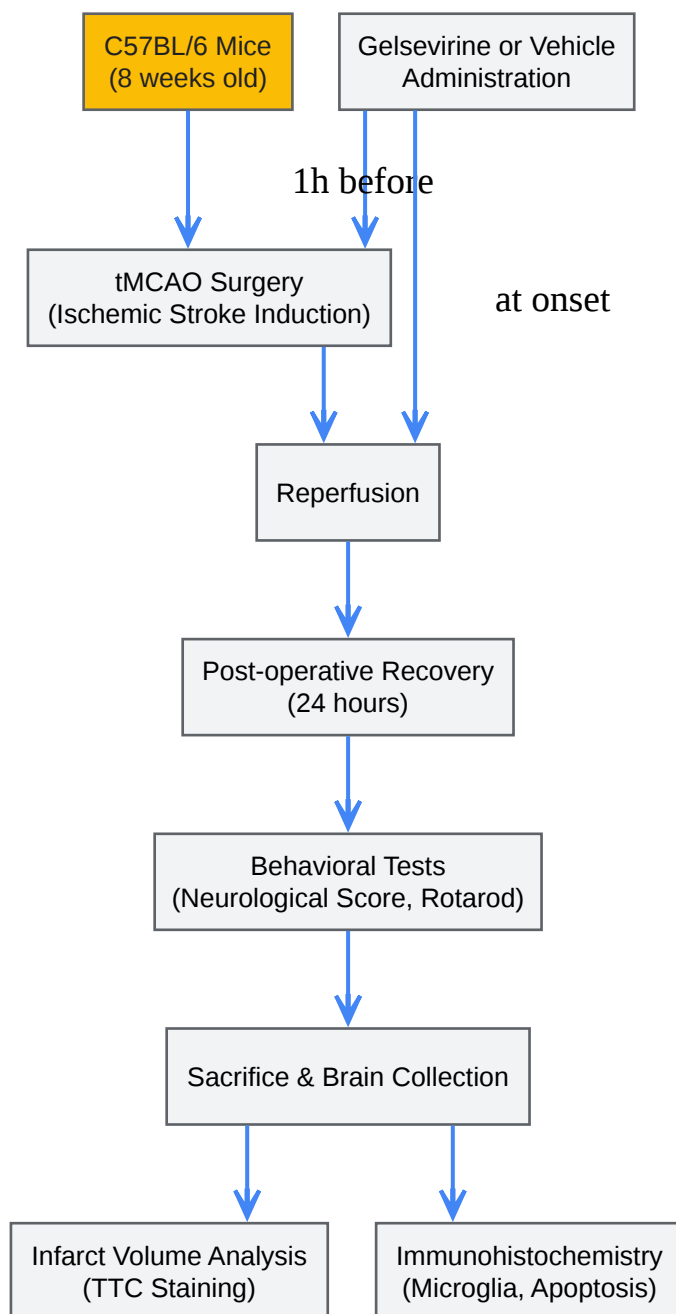 C57BL/6 Mice
(8 weeks old)
Gelsevirine or Vehicle
Administration
1h before
tMCAO Surgery
(Ischemic Stroke Induction)
at onset
Reperfusion
Post-operative Recovery
(24 hours)
Behavioral Tests
(Neurological Score, Rotarod)
Sacrifice & Brain Collection
Infarct Volume Analysis
(TTC Staining)
Immunohistochemistry
(Microglia, Apoptosis)